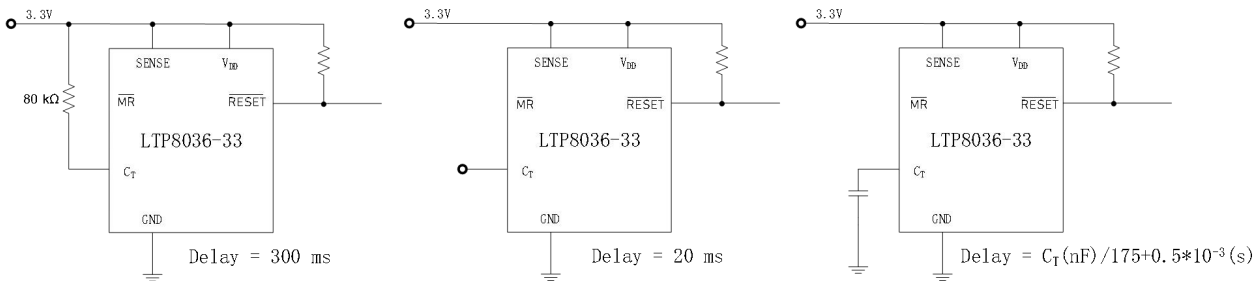 3.3V
SENSE
V_DD
80 kΩ
MR
RESET
LTP8036-33
C_T
GND
Delay = 300 ms
3.3V
SENSE
V_DD
MR
RESET
LTP8036-33
C_T
GND
Delay = 20 ms
3.3V
SENSE
V_DD
MR
RESET
LTP8036-33
C_T
GND
Delay = C_T(nF)/175+0.5*10⁻³(s)